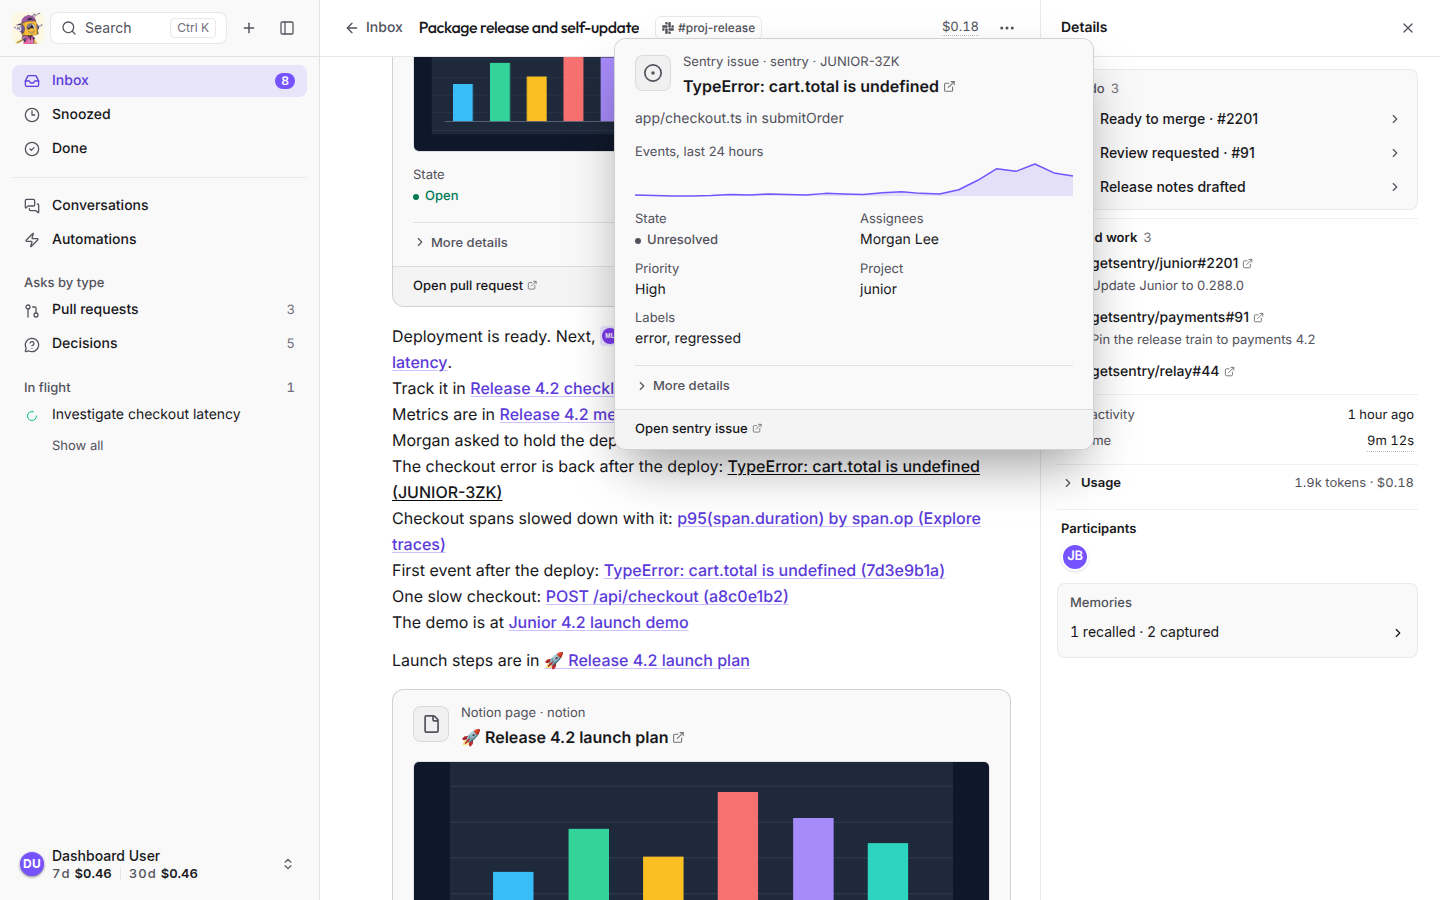 Search
Ctrl K
Inbox
8
Snoozed
Done
Conversations
Automations
Asks by type
Pull requests
3
Decisions
5
In flight
1
Investigate checkout latency
Show all
DU
Dashboard User
7d $0.46
30d $0.46
Inbox
Package release and self-update
#proj-release
$0.18
State
Open
More details
Open pull request
Deployment is ready. Next,
latency.
Track it in Release 4.2 checkl
Metrics are in Release 4.2 me
Morgan asked to hold the dep
The checkout error is back after the deploy: TypeError: cart.total is undefined
(JUNIOR-3ZK)
Checkout spans slowed down with it: p95(span.duration) by span.op (Explore
traces)
First event after the deploy: TypeError: cart.total is undefined (7d3e9b1a)
One slow checkout: POST /api/checkout (a8c0e1b2)
The demo is at Junior 4.2 launch demo
Launch steps are in 🚀 Release 4.2 launch plan
Notion page · notion
🚀 Release 4.2 launch plan
Sentry issue · sentry · JUNIOR-3ZK
TypeError: cart.total is undefined
app/checkout.ts in submitOrder
Events, last 24 hours
State
Unresolved
Assignees
Morgan Lee
Priority
High
Project
junior
Labels
error, regressed
More details
Open sentry issue
Details
do 3
Ready to merge · #2201
Review requested · #91
Release notes drafted
d work 3
getsentry/junior#2201
Update Junior to 0.288.0
getsentry/payments#91
Pin the release train to payments 4.2
getsentry/relay#44
activity
1 hour ago
me
9m 12s
Usage
1.9k tokens · $0.18
Participants
JB
Memories
1 recalled · 2 captured